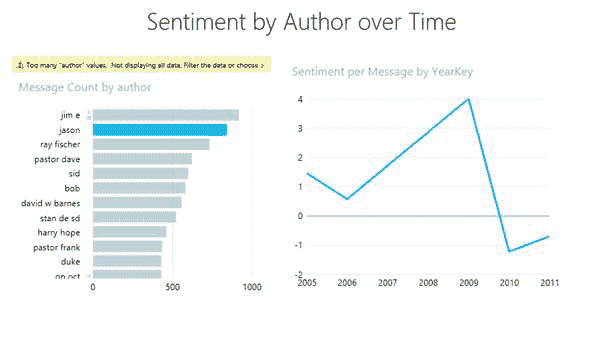 Sentiment by Author over Time
Too many "author" values. Not displaying all data. Filter the data or choose
Message Count by author
jim e
jason
ray fischer
pastor dave
sid
bob
david w barnes
stan de sd
harry hope
pastor frank
duke
0 500 1000
Sentiment per Message by YearKey
4
3
2
1
0
-1
-2
2005 2006 2007 2008 2009 2010 2011